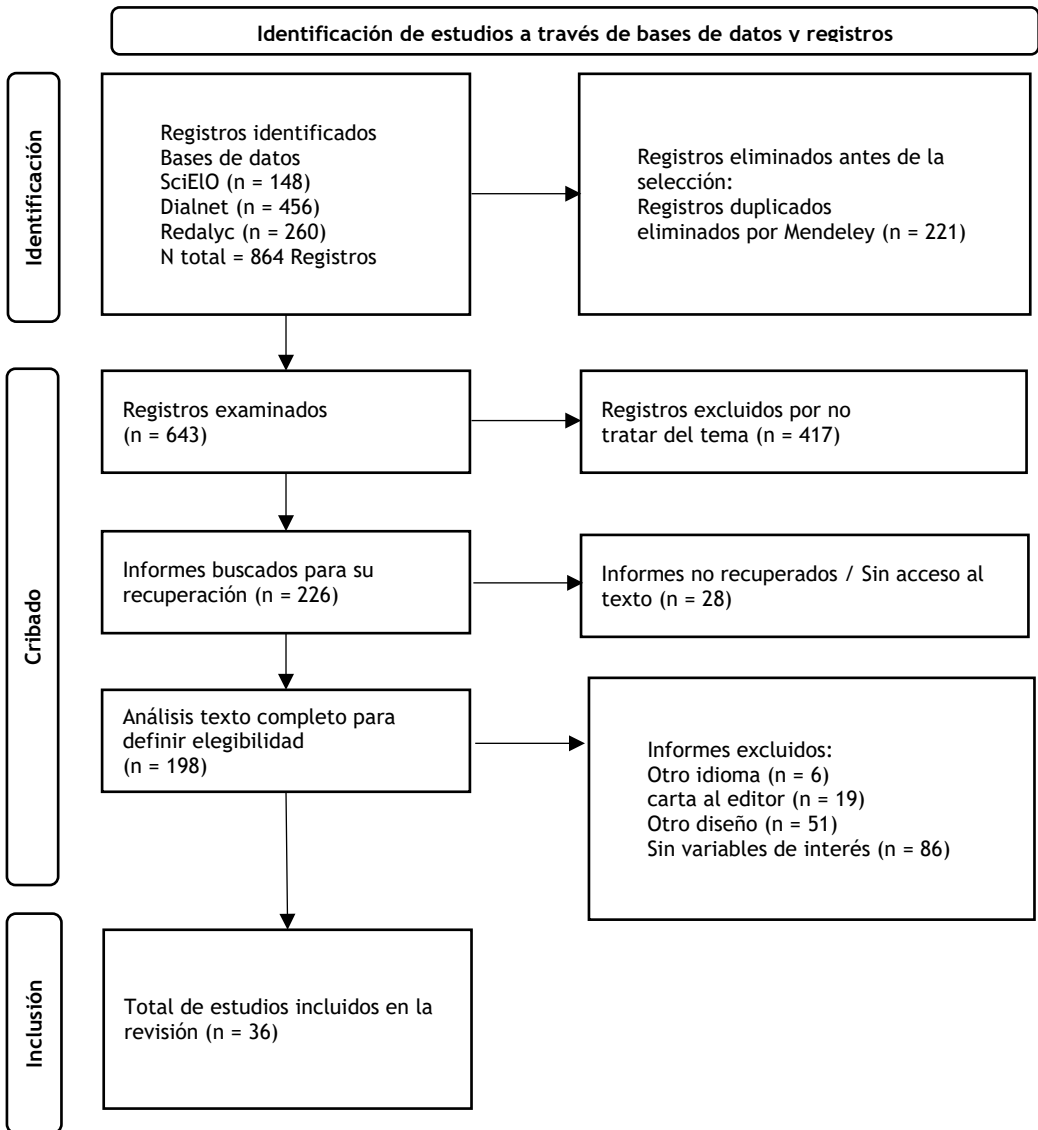 Identificación de estudios a través de bases de datos y registros
Identificación
Registros identificados
Bases de datos
SciElO (n = 148)
Dialnet (n = 456)
Redalyc (n = 260)
N total = 864 Registros
Registros eliminados antes de la
selección:
Registros duplicados
eliminados por Mendeley (n = 221)
Cribado
Registros examinados
(n = 643)
Registros excluidos por no
tratar del tema (n = 417)
Informes buscados para su
recuperación (n = 226)
Informes no recuperados / Sin acceso al
texto (n = 28)
Análisis texto completo para
definir elegibilidad
(n = 198)
Informes excluidos:
Otro idioma (n = 6)
carta al editor (n = 19)
Otro diseño (n = 51)
Sin variables de interés (n = 86)
Inclusión
Total de estudios incluidos en la
revisión (n = 36)